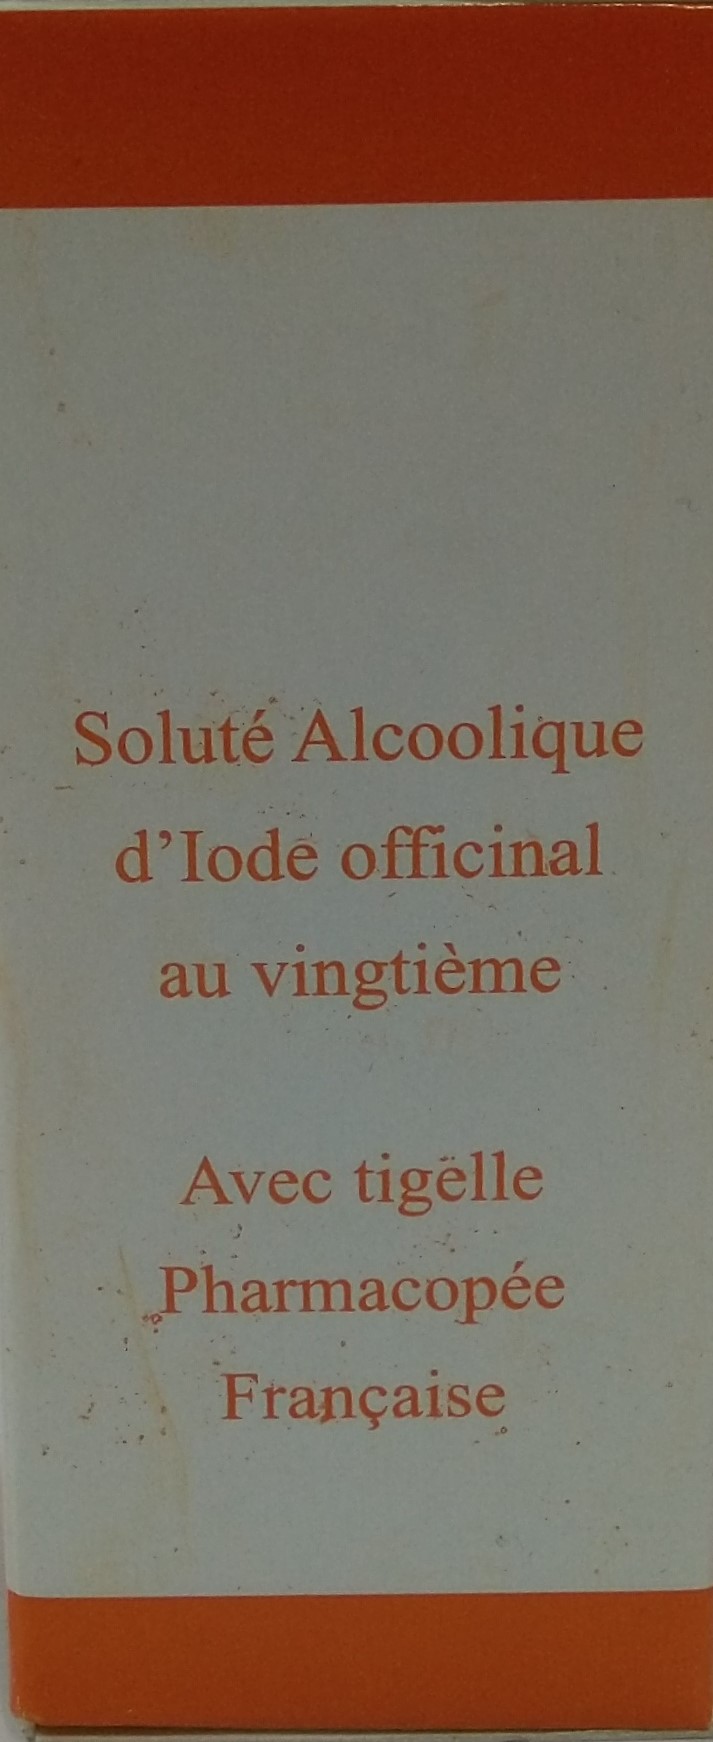 Soluté Alcoolique
d'Iode officinal
au vingtième
Avec tigëlle
Pharmacopée
Française